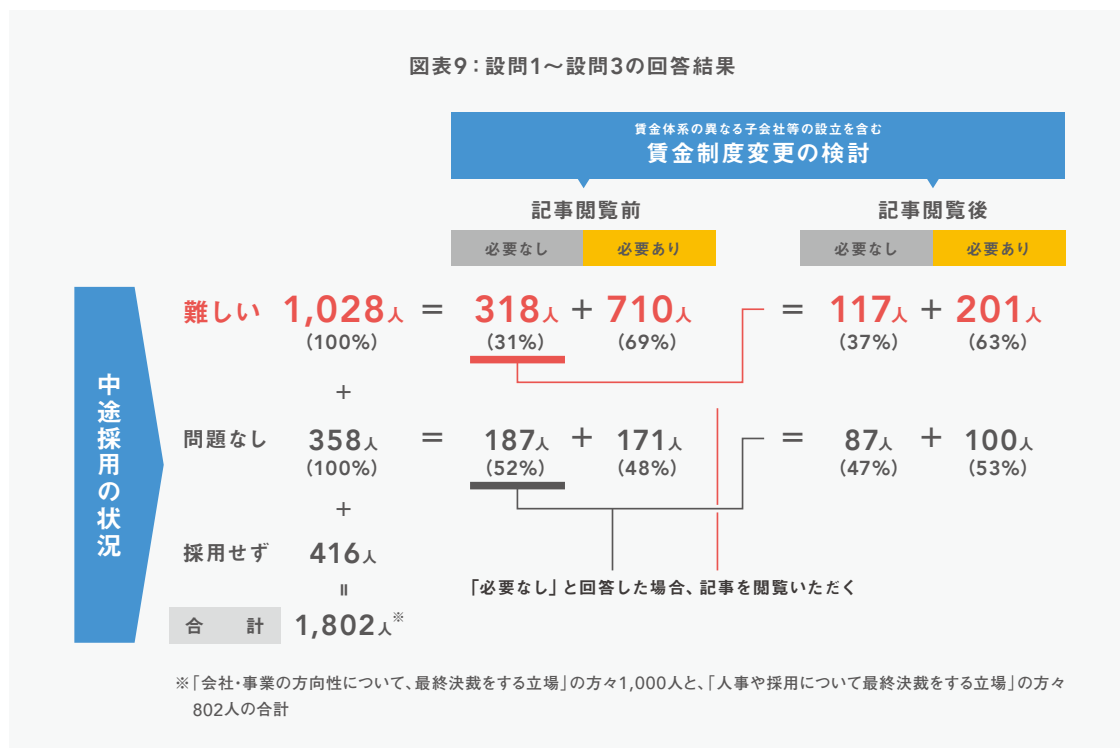 図表9：設問1〜設問3の回答結果
賃金体系の異なる子会社等の設立を含む
賃金制度変更の検討
記事閲覧前
記事閲覧後
必要なし 必要あり 必要なし 必要あり
中途採用の状況
難しい 1,028人 = 318人 + 710人 = 117人 + 201人
(100%) (31%) (69%) (37%) (63%)
+
問題なし 358人 = 187人 + 171人 = 87人 + 100人
(100%) (52%) (48%) (47%) (53%)
+
採用せず 416人
=
「必要なし」と回答した場合、記事を閲覧いただく
合計 1,802人※
※「会社・事業の方向性について、最終決裁をする立場」の方々1,000人と、「人事や採用について最終決裁をする立場」の方々
802人の合計